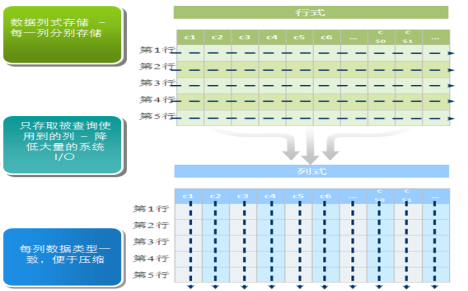 数据列式存储 –
每一列分别存储
只存取被查询使
用到的列 – 降
低大量的系统
I/O
每列数据类型一
致，便于压缩
行式
c1 c2 c3 c4 c5 c6 … c50 c51 …
第1行
第2行
第3行
第4行
第5行
列式
c1 c2 c3 c4 c5 c6 … c50 c51 …
第1行
第2行
第3行
第4行
第5行